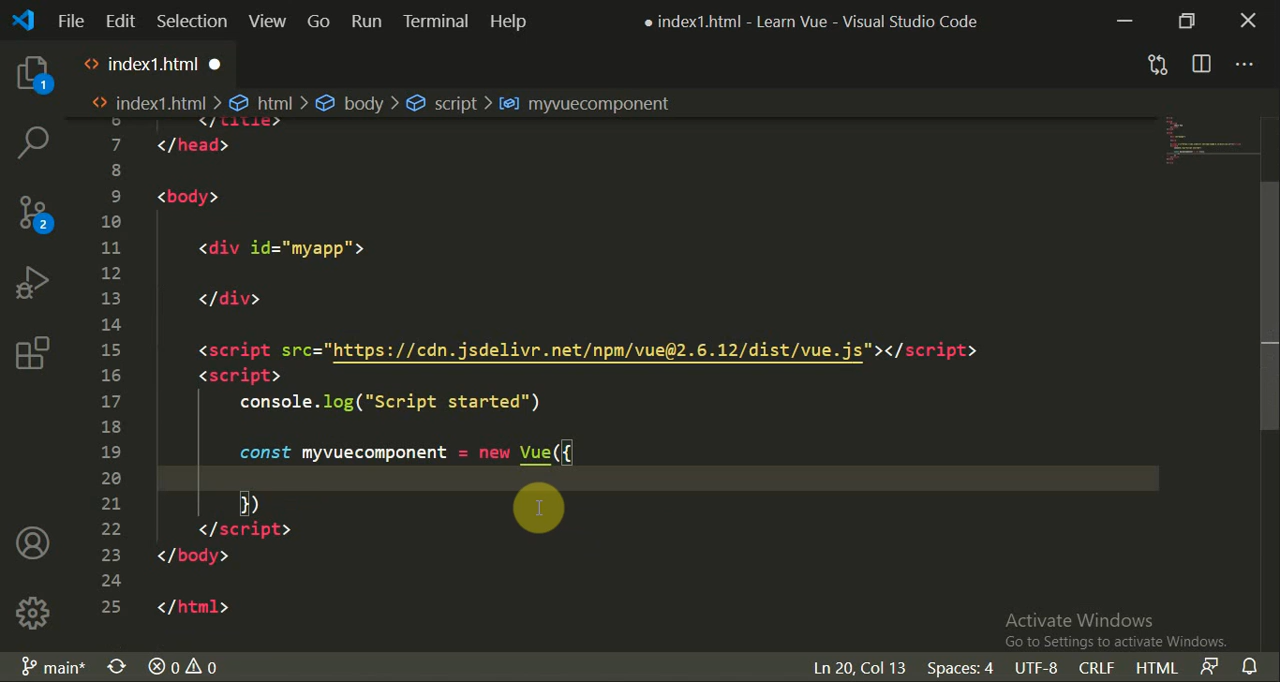 File Edit Selection View Go Run Terminal Help ● index1.html - Learn Vue - Visual Studio Code
<> index1.html ●
<> index1.html > html > body > script > myvuecomponent
1
2
6 </title>
7 </head>
8
9 <body>
10
11 <div id="myapp">
12
13 </div>
14
15 <script src="https://cdn.jsdelivr.net/npm/vue@2.6.12/dist/vue.js"></script>
16 <script>
17 console.log("Script started")
18
19 const myvuecomponent = new Vue({
20
21 })
22 </script>
23 </body>
24
25 </html>
Activate Windows
Go to Settings to activate Windows.
main* 0 0 Ln 20, Col 13 Spaces: 4 UTF-8 CRLF HTML